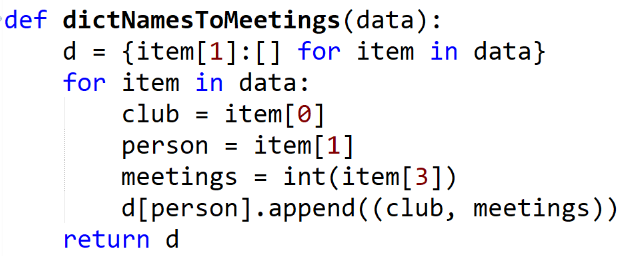 def dictNamesToMeetings(data):
    d = {item[1]:[] for item in data}
    for item in data:
        club = item[0]
        person = item[1]
        meetings = int(item[3])
        d[person].append((club, meetings))
    return d